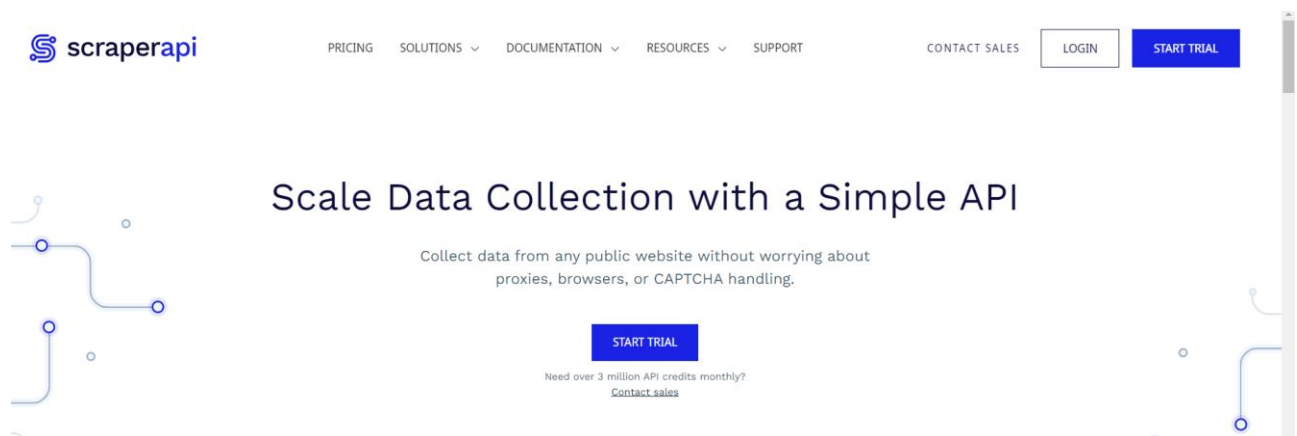 scraperapi
PRICING SOLUTIONS DOCUMENTATION RESOURCES SUPPORT CONTACT SALES LOGIN START TRIAL
Scale Data Collection with a Simple API
Collect data from any public website without worrying about
proxies, browsers, or CAPTCHA handling.
START TRIAL
Need over 3 million API credits monthly?
Contact sales